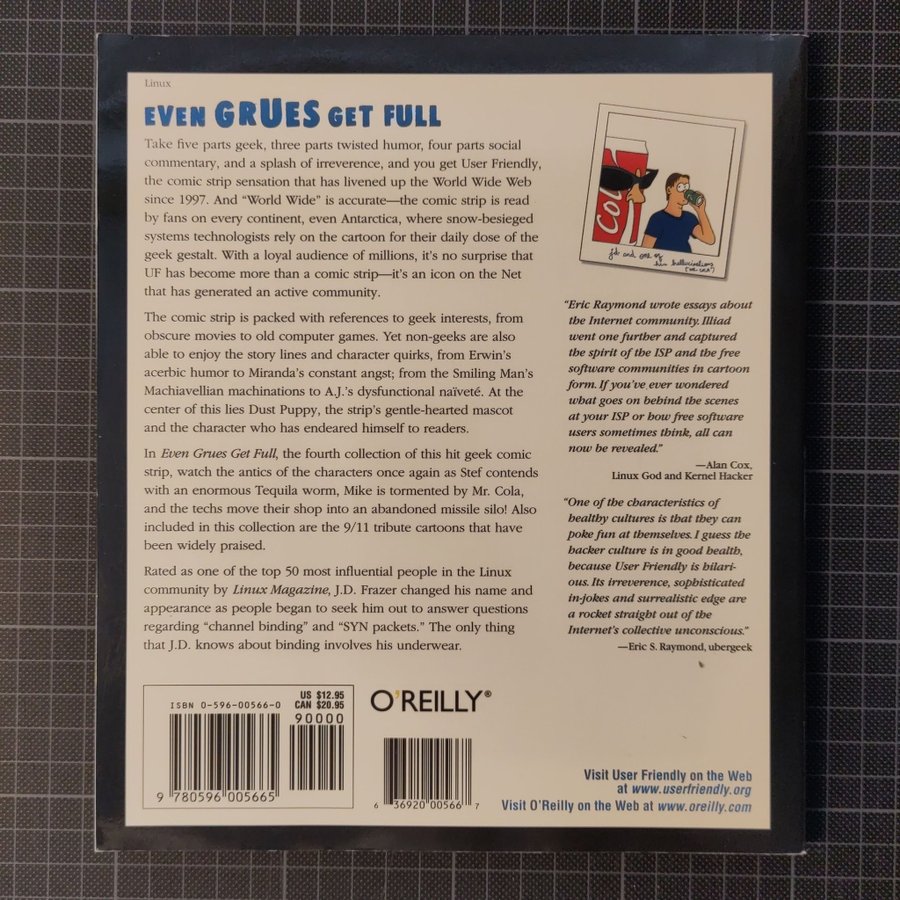 Linux
EVEN GRUES GET FULL
Take five parts geek, three parts twisted humor, four parts social
commentary, and a splash of irreverence, and you get User Friendly,
the comic strip sensation that has livened up the World Wide Web
since 1997. And “World Wide” is accurate—the comic strip is read
by fans on every continent, even Antarctica, where snow-besieged
systems technologists rely on the cartoon for their daily dose of the
geek gestalt. With a loyal audience of millions, it’s no surprise that
UF has become more than a comic strip—it’s an icon on the Net
that has generated an active community.
The comic strip is packed with references to geek interests, from
obscure movies to old computer games. Yet non-geeks are also
able to enjoy the story lines and character quirks, from Erwin’s
acerbic humor to Miranda’s constant angst; from the Smiling Man’s
Machiavellian machinations to A.J.’s dysfunctional naïveté. At the
center of this lies Dust Puppy, the strip’s gentle-hearted mascot
and the character who has endeared himself to readers.
In Even Grues Get Full, the fourth collection of this hit geek comic
strip, watch the antics of the characters once again as Stef contends
with an enormous Tequila worm, Mike is tormented by Mr. Cola,
and the techs move their shop into an abandoned missile silo! Also
included in this collection are the 9/11 tribute cartoons that have
been widely praised.
Rated as one of the top 50 most influential people in the Linux
community by Linux Magazine, J.D. Frazer changed his name and
appearance as people began to seek him out to answer questions
regarding “channel binding” and “SYN packets.” The only thing
that J.D. knows about binding involves his underwear.
Col
and one of
his hallucinations
“Eric Raymond wrote essays about
the Internet community. Illiad
went one further and captured
the spirit of the ISP and the free
software communities in cartoon
form. If you’ve ever wondered
what goes on behind the scenes
at your ISP or how free software
users sometimes think, all can
now be revealed.”
—Alan Cox,
Linux God and Kernel Hacker
“One of the characteristics of
healthy cultures is that they can
poke fun at themselves. I guess the
hacker culture is in good health,
because User Friendly is hilari-
ous. Its irreverence, sophisticated
in-jokes and surrealistic edge are
a rocket straight out of the
Internet’s collective unconscious.”
—Eric S. Raymond, ubergeek
ISBN 0-596-00566-0
US $12.95
CAN $20.95
90000
9 780596 005665
O’REILLY®
6 36920 00566 7
Visit User Friendly on the Web
at www.userfriendly.org
Visit O’Reilly on the Web at www.oreilly.com